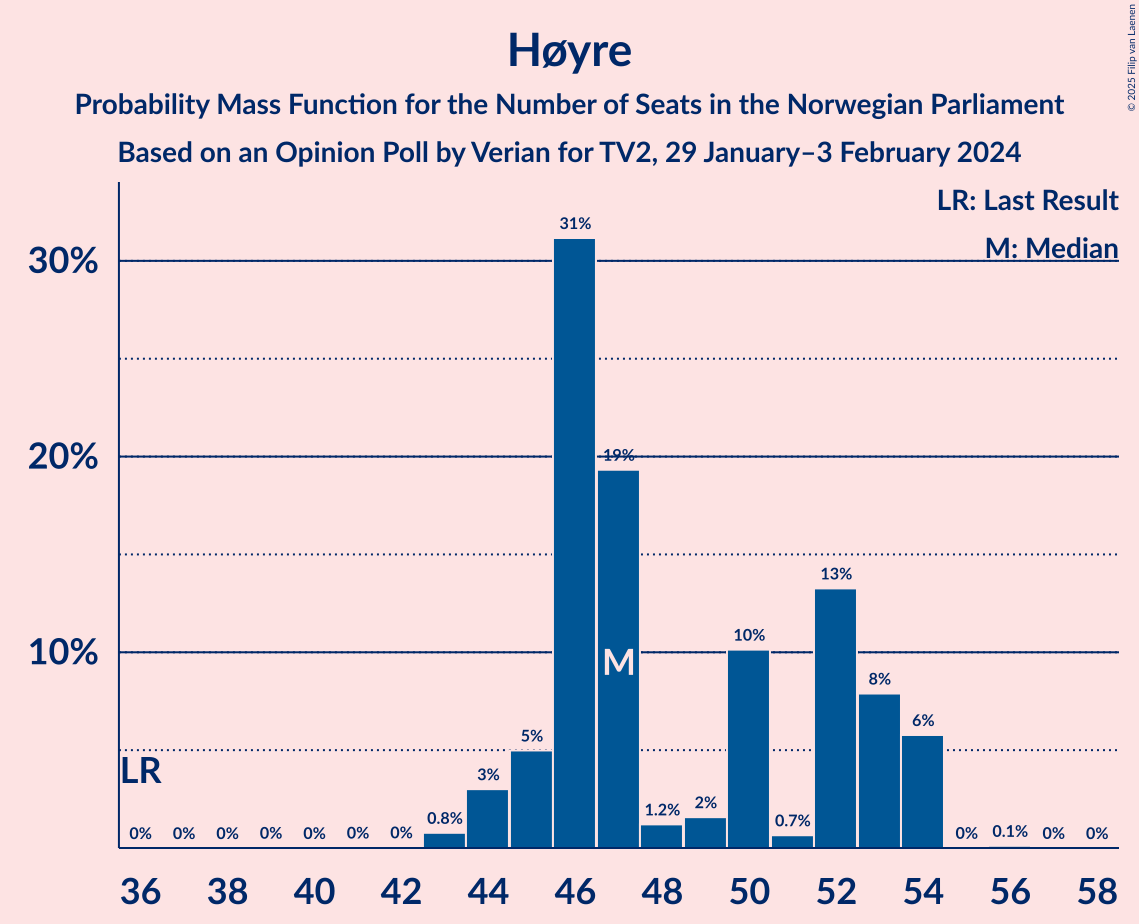 Høyre
Probability Mass Function for the Number of Seats in the Norwegian Parliament
Based on an Opinion Poll by Verian for TV2, 29 January–3 February 2024
© 2025 Filip van Laenen
LR: Last Result
M: Median
30%
20%
10%
31%
19%
13%
10%
8%
6%
5%
3%
2%
1.2%
0.8%
0.7%
0% 0% 0% 0% 0% 0% 0% 0% 0.1% 0% 0%
M
LR
36 38 40 42 44 46 48 50 52 54 56 58